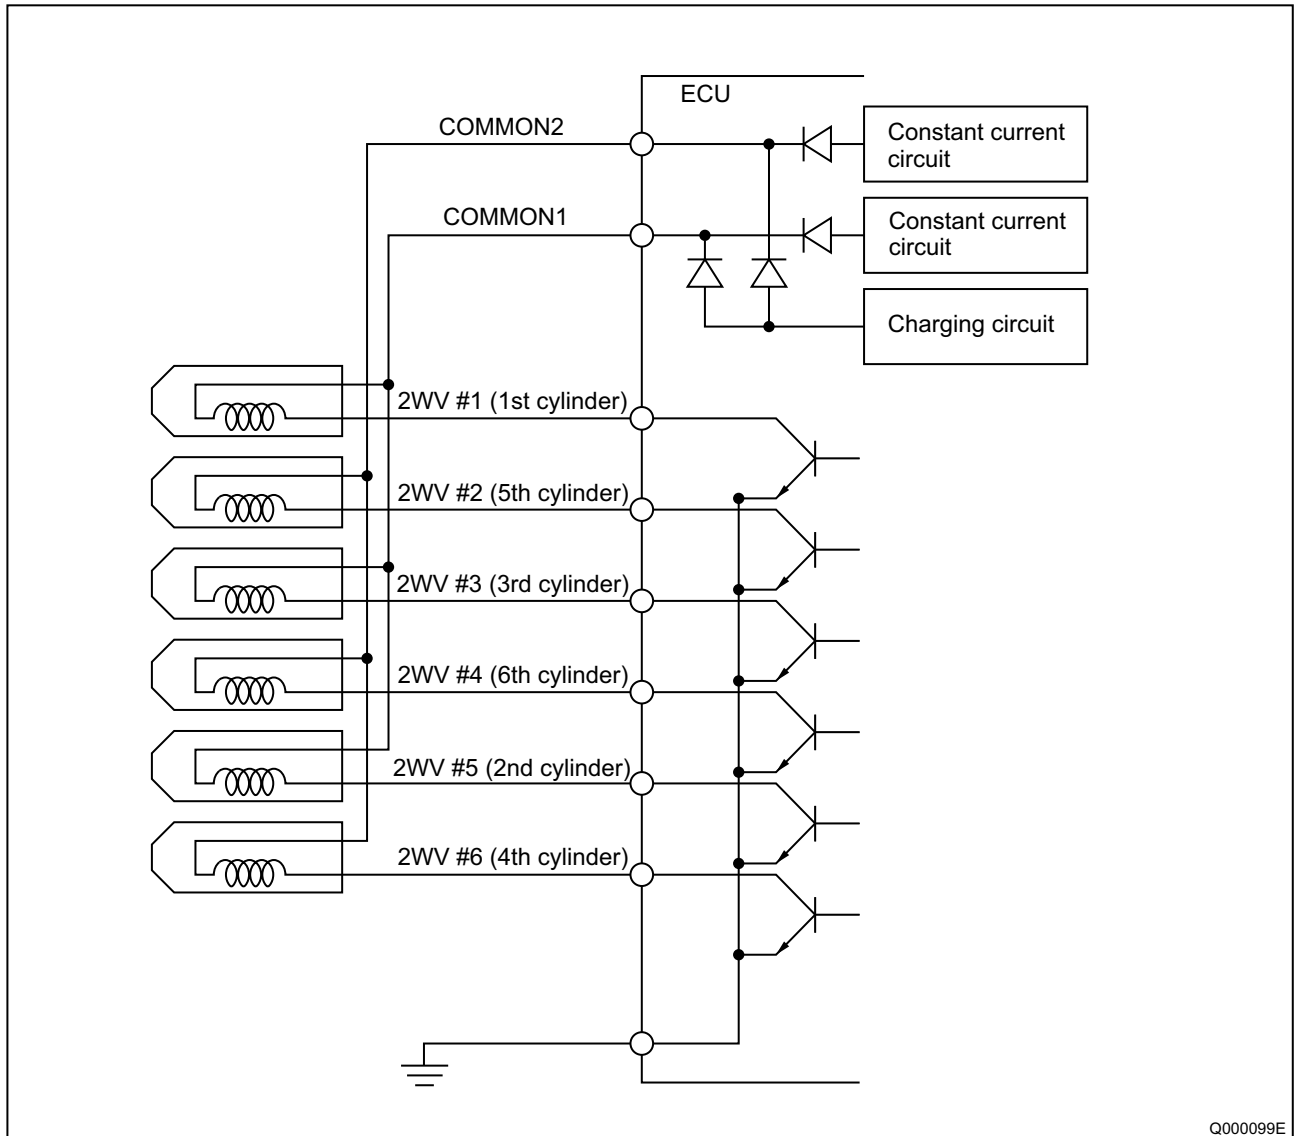 ECU
COMMON2
Constant current
circuit
COMMON1
Constant current
circuit
Charging circuit
2WV #1 (1st cylinder)
2WV #2 (5th cylinder)
2WV #3 (3rd cylinder)
2WV #4 (6th cylinder)
2WV #5 (2nd cylinder)
2WV #6 (4th cylinder)
Q000099E